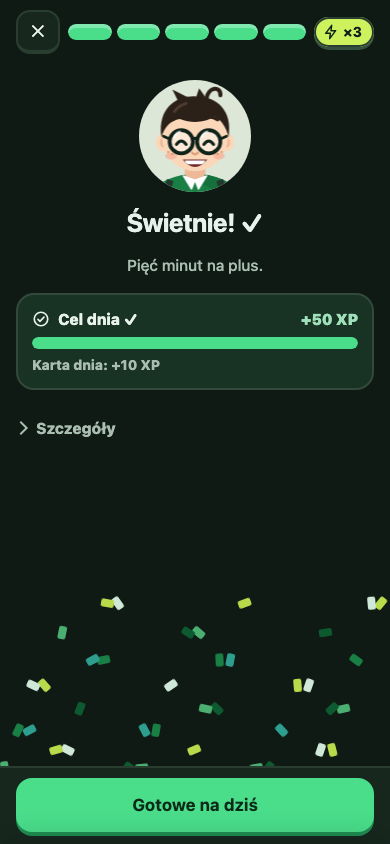 ×3
Świetnie! ✓
Pięć minut na plus.
Cel dnia ✓ +50 XP
Karta dnia: +10 XP
Szczegóły
Gotowe na dziś